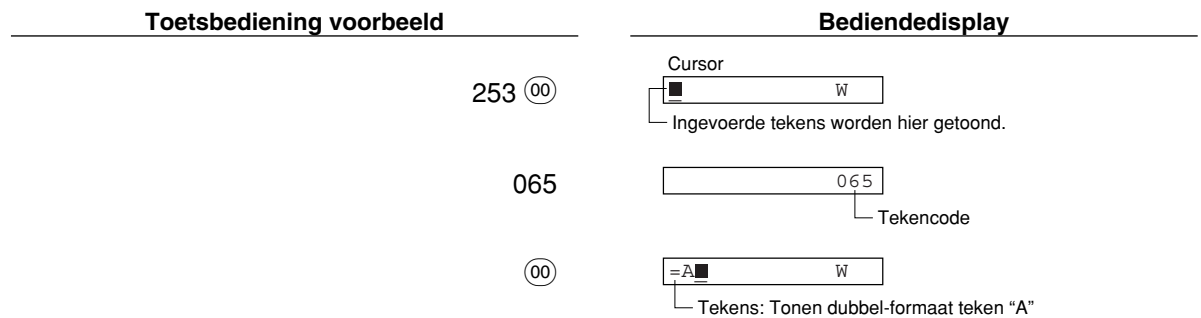 Toetsbediening voorbeeld Bediendedisplay
Cursor
253 00 W
Ingevoerde tekens worden hier getoond.
065 065
Tekencode
00 =A W
Tekens: Tonen dubbel-formaat teken “A”